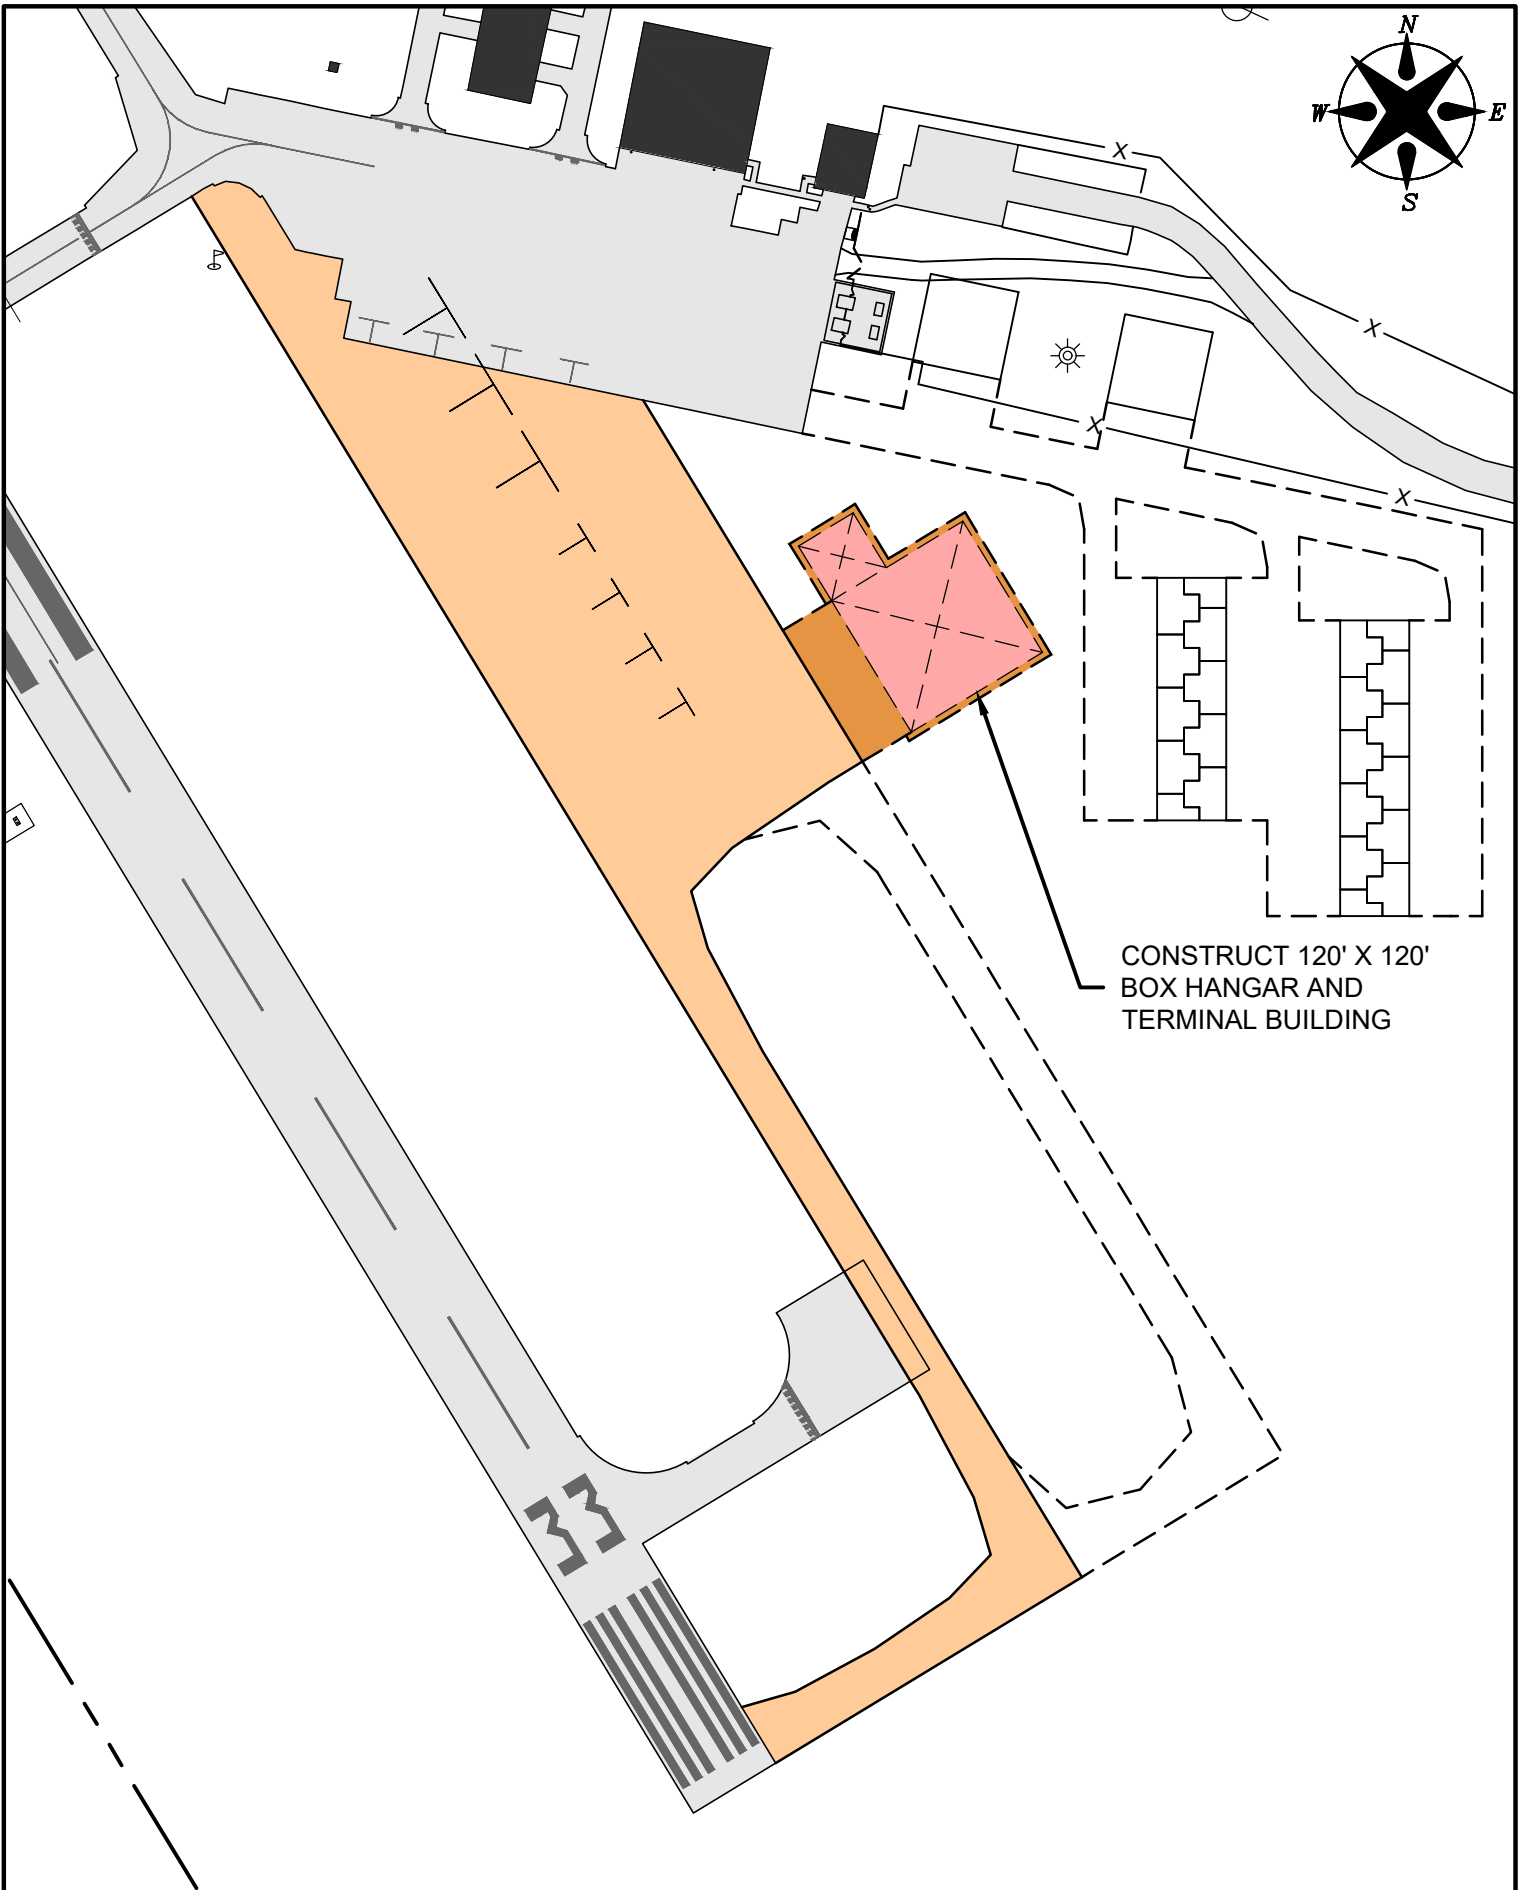 N
W
E
S
X
X
X
X
CONSTRUCT 120' X 120'
BOX HANGAR AND
TERMINAL BUILDING
33